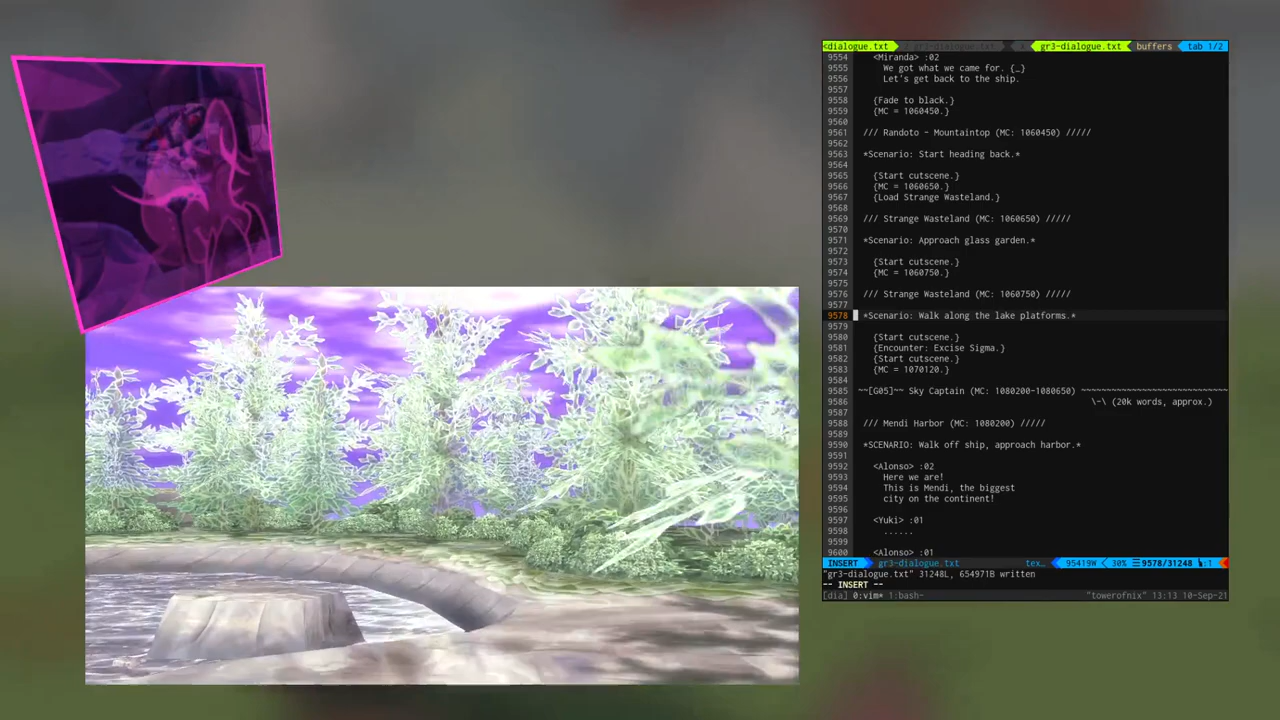 <dialogue.txt gr3-dialogue.txt buffers tab 1/2
9554 <Miranda> :02
9555 We got what we came for. {_}
9556 Let's get back to the ship.
9557
9558 {Fade to black.}
9559 {MC = 1060450.}
9560
9561 /// Randoto - Mountaintop (MC: 1060450) /////
9562
9563 *Scenario: Start heading back.*
9564
9565 {Start cutscene.}
9566 {MC = 1060650.}
9567 {Load Strange Wasteland.}
9568
9569 /// Strange Wasteland (MC: 1060650) /////
9570
9571 *Scenario: Approach glass garden.*
9572
9573 {Start cutscene.}
9574 {MC = 1060750.}
9575
9576 /// Strange Wasteland (MC: 1060750) /////
9577
9578 *Scenario: Walk along the lake platforms.*
9579
9580 {Start cutscene.}
9581 {Encounter: Excise Sigma.}
9582 {Start cutscene.}
9583 {MC = 1070120.}
9584
9585 ~~[G05]~~ Sky Captain (MC: 1080200-1080650) ~~~~~~~~~~~~~~~~~~~~~~~~~~~~~
9586 \-\ (20k words, approx.)
9587
9588 /// Mendi Harbor (MC: 1080200) /////
9589
9590 *SCENARIO: Walk off ship, approach harbor.*
9591
9592 <Alonso> :02
9593 Here we are!
9594 This is Mendi, the biggest
9595 city on the continent!
9596
9597 <Yuki> :01
9598 ......
9599
9600 <Alonso> :01
INSERT gr3-dialogue.txt tex… 95419W 30% 9578/31248 :1
"gr3-dialogue.txt" 31248L, 654971B written
-- INSERT --
[dia] 0:vim* 1:bash- "towerofnix" 13:13 10-Sep-21